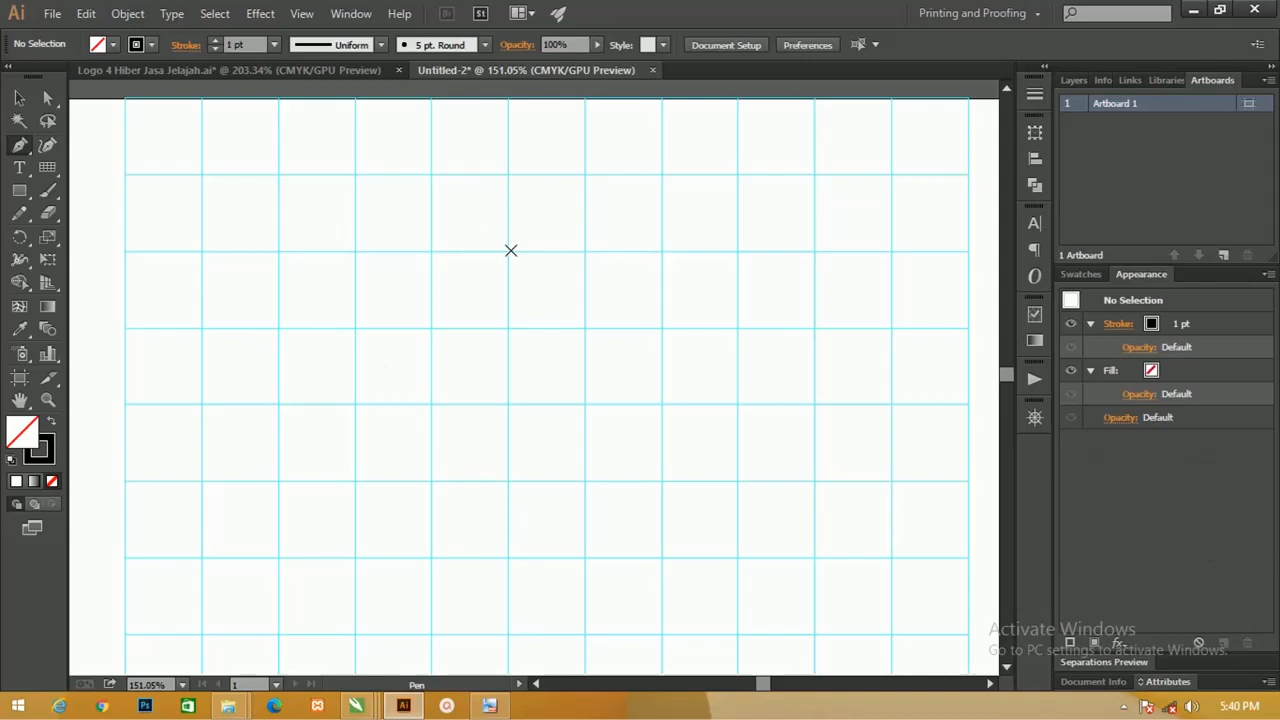 Ai File Edit Object Type Select Effect View Window Help Br St Printing and Proofing
No Selection Stroke: 1 pt Uniform 5 pt. Round Opacity: 100% Style: Document Setup Preferences
Logo 4 Hiber Jasa Jelajah.ai* @ 203.34% (CMYK/GPU Preview) × Untitled-2* @ 151.05% (CMYK/GPU Preview) ×
Layers Info Links Libraries Artboards
1 Artboard 1
1 Artboard
Swatches Appearance
No Selection
Stroke: 1 pt
Opacity: Default
Fill:
Opacity: Default
Opacity: Default
Activate Windows
Go to PC settings to activate Windows.
Separations Preview
Document Info Attributes
151.05% 1 Pen
Ps Ai 5:40 PM